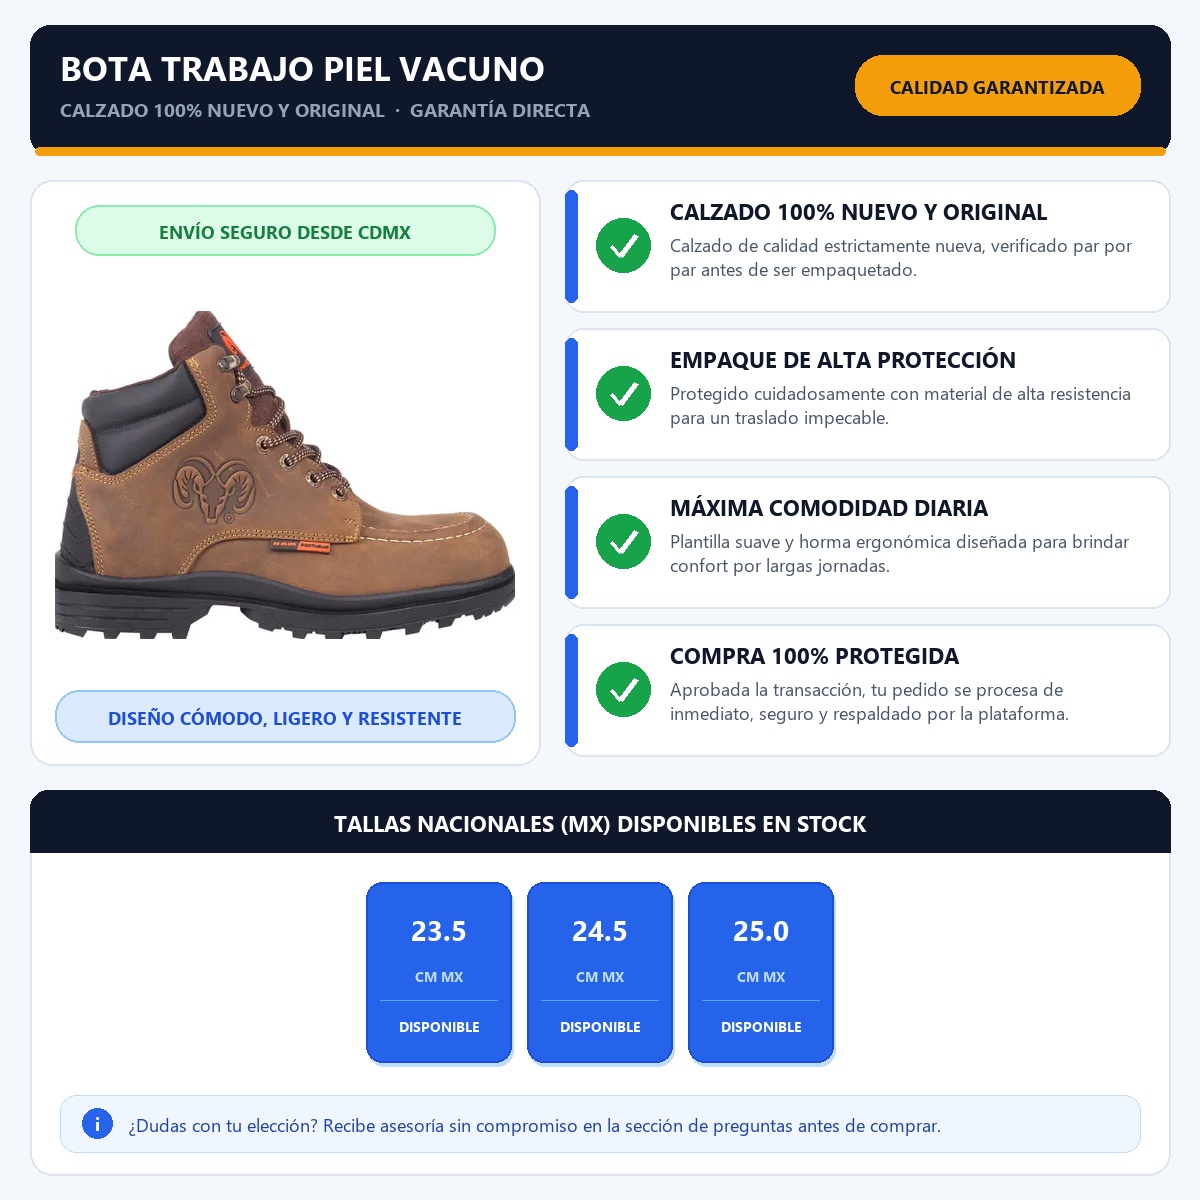 BOTA TRABAJO PIEL VACUNO
CALZADO 100% NUEVO Y ORIGINAL · GARANTÍA DIRECTA
CALIDAD GARANTIZADA
ENVÍO SEGURO DESDE CDMX
DISEÑO CÓMODO, LIGERO Y RESISTENTE
CALZADO 100% NUEVO Y ORIGINAL
Calzado de calidad estrictamente nueva, verificado par por
par antes de ser empaquetado.
EMPAQUE DE ALTA PROTECCIÓN
Protegido cuidadosamente con material de alta resistencia
para un traslado impecable.
MÁXIMA COMODIDAD DIARIA
Plantilla suave y horma ergonómica diseñada para brindar
confort por largas jornadas.
COMPRA 100% PROTEGIDA
Aprobada la transacción, tu pedido se procesa de
inmediato, seguro y respaldado por la plataforma.
TALLAS NACIONALES (MX) DISPONIBLES EN STOCK
23.5
CM MX
DISPONIBLE
24.5
CM MX
DISPONIBLE
25.0
CM MX
DISPONIBLE
¿Dudas con tu elección? Recibe asesoría sin compromiso en la sección de preguntas antes de comprar.